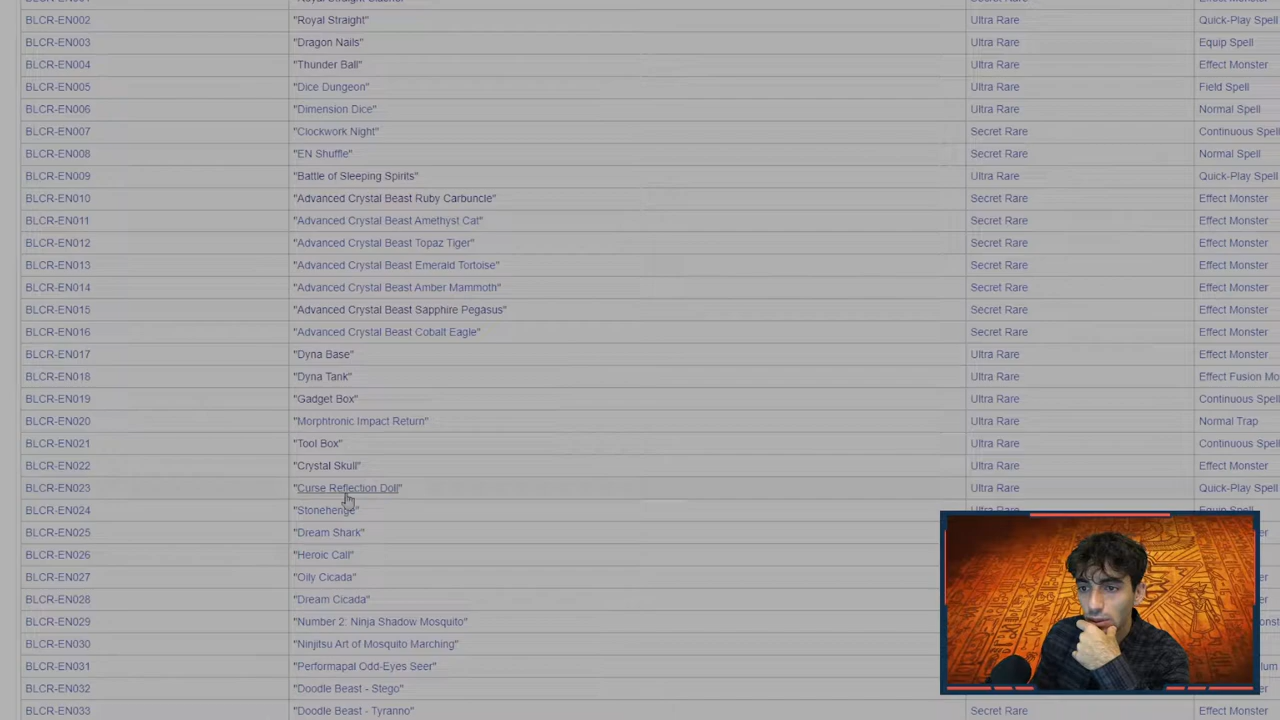 BLCR-EN002 "Royal Straight" Ultra Rare Quick-Play Spell
BLCR-EN003 "Dragon Nails" Ultra Rare Equip Spell
BLCR-EN004 "Thunder Ball" Ultra Rare Effect Monster
BLCR-EN005 "Dice Dungeon" Ultra Rare Field Spell
BLCR-EN006 "Dimension Dice" Ultra Rare Normal Spell
BLCR-EN007 "Clockwork Night" Secret Rare Continuous Spell
BLCR-EN008 "EN Shuffle" Secret Rare Normal Spell
BLCR-EN009 "Battle of Sleeping Spirits" Ultra Rare Quick-Play Spell
BLCR-EN010 "Advanced Crystal Beast Ruby Carbuncle" Secret Rare Effect Monster
BLCR-EN011 "Advanced Crystal Beast Amethyst Cat" Secret Rare Effect Monster
BLCR-EN012 "Advanced Crystal Beast Topaz Tiger" Secret Rare Effect Monster
BLCR-EN013 "Advanced Crystal Beast Emerald Tortoise" Secret Rare Effect Monster
BLCR-EN014 "Advanced Crystal Beast Amber Mammoth" Secret Rare Effect Monster
BLCR-EN015 "Advanced Crystal Beast Sapphire Pegasus" Secret Rare Effect Monster
BLCR-EN016 "Advanced Crystal Beast Cobalt Eagle" Secret Rare Effect Monster
BLCR-EN017 "Dyna Base" Ultra Rare Effect Monster
BLCR-EN018 "Dyna Tank" Ultra Rare Effect Fusion Mo
BLCR-EN019 "Gadget Box" Ultra Rare Continuous Spell
BLCR-EN020 "Morphtronic Impact Return" Ultra Rare Normal Trap
BLCR-EN021 "Tool Box" Ultra Rare Continuous Spell
BLCR-EN022 "Crystal Skull" Ultra Rare Effect Monster
BLCR-EN023 "Curse Reflection Doll" Ultra Rare Quick-Play Spell
BLCR-EN024 "Stonehenge" Ultra Rare Equip Spell
BLCR-EN025 "Dream Shark"
BLCR-EN026 "Heroic Call"
BLCR-EN027 "Oily Cicada"
BLCR-EN028 "Dream Cicada"
BLCR-EN029 "Number 2: Ninja Shadow Mosquito"
BLCR-EN030 "Ninjitsu Art of Mosquito Marching"
BLCR-EN031 "Performapal Odd-Eyes Seer"
BLCR-EN032 "Doodle Beast - Stego"
BLCR-EN033 "Doodle Beast - Tyranno" Secret Rare Effect Monster